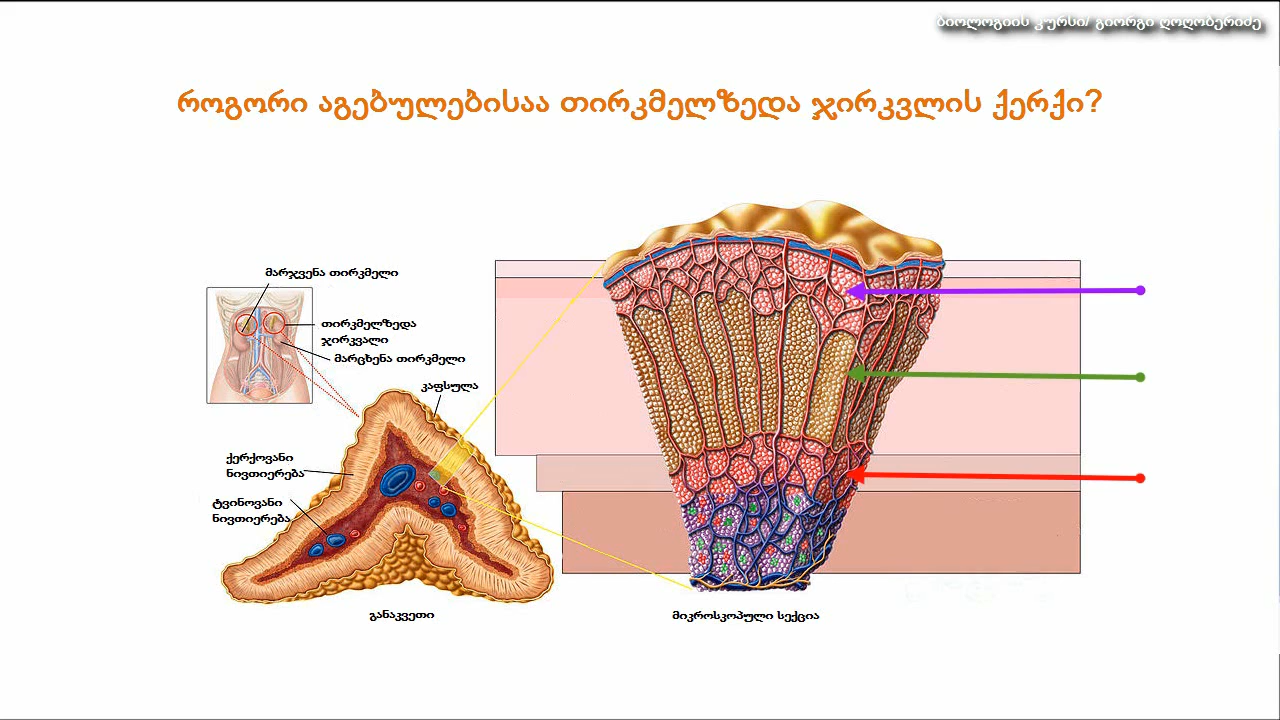 ბიოლოგიის კურსი/ გიორგი ღოღობერიძე
როგორი აგებულებისაა თირკმელზედა ჯირკვლის ქერქი?
მარჯვენა თირკმელი
თირკმელზედა
ჯირკვალი
მარცხენა თირკმელი
კაფსულა
ქერქოვანი
ნივთიერება
ტვინოვანი
ნივთიერება
განაკვეთი
მიკროსკოპული სექცია